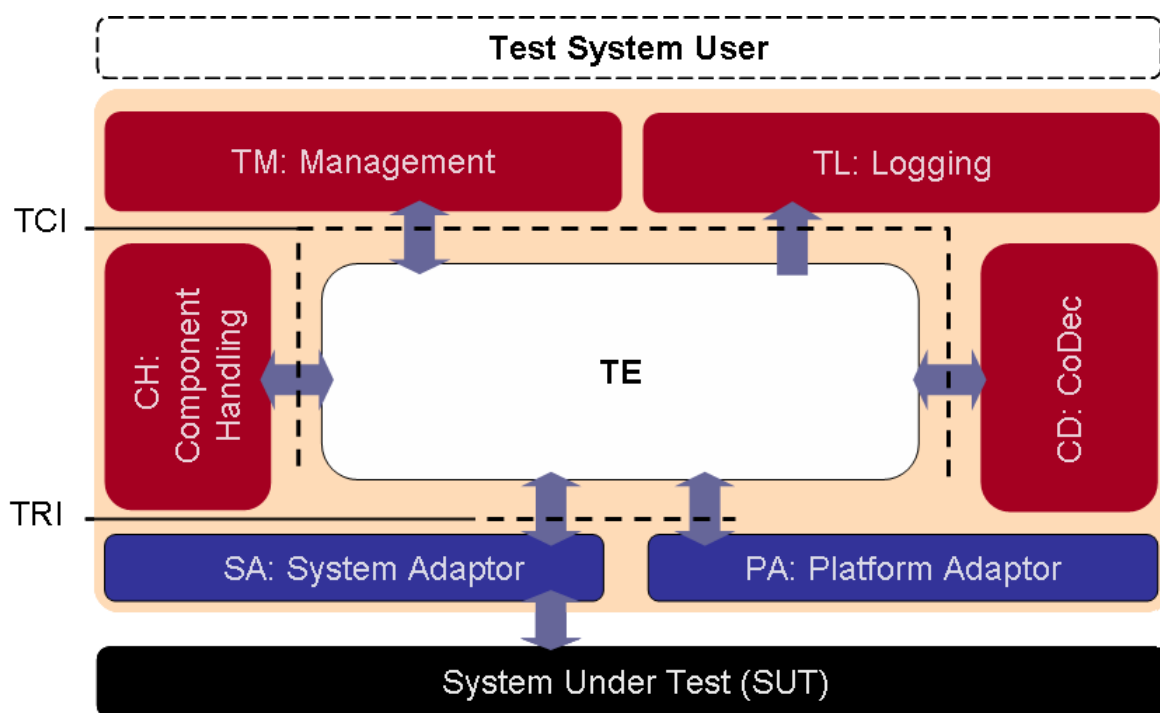 Test System User
TM: Management
TL: Logging
TCI
CH:
Component
Handling
TE
CD: CoDec
TRI
SA: System Adaptor
PA: Platform Adaptor
System Under Test (SUT)